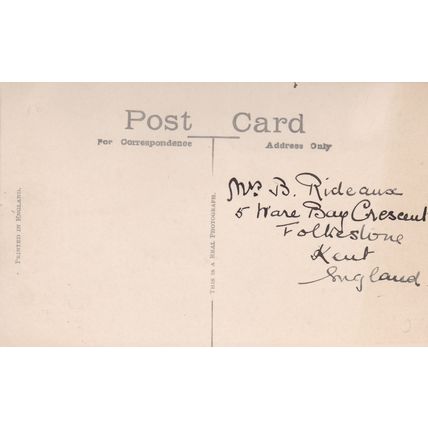 Post Card
For Correspondence
Address Only
PRINTED IN ENGLAND.
THIS IS A REAL PHOTOGRAPH.
Mrs B. Rideaux
5 Ware Bay Crescent
Folkestone
Kent
England